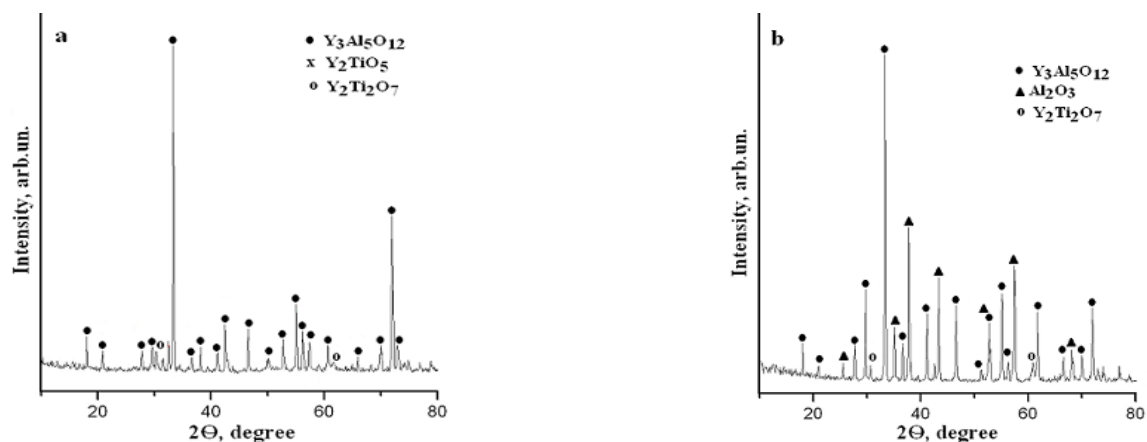 a
● Y3Al5O12
x Y2TiO5
o Y2Ti2O7
Intensity, arb.un.
20 40 60 80
2Θ, degree
b
● Y3Al5O12
▲ Al2O3
o Y2Ti2O7
Intensity, arb.un.
20 40 60 80
2Θ, degree